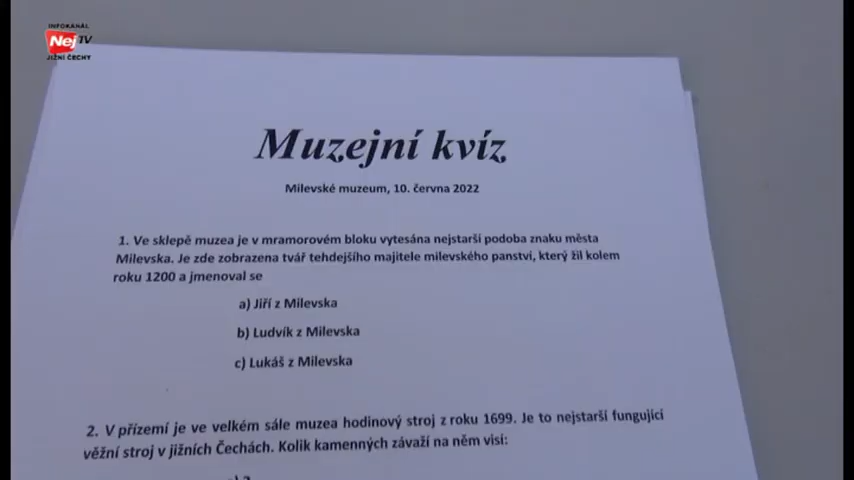 INFOKANÁL
Nej TV
JIŽNÍ ČECHY
Muzejní kvíz
Milevské muzeum, 10. června 2022
1. Ve sklepě muzea je v mramorovém bloku vytesána nejstarší podoba znaku města
Milevska. Je zde zobrazena tvář tehdejšího majitele milevského panství, který žil kolem
roku 1200 a jmenoval se
a) Jiří z Milevska
b) Ludvík z Milevska
c) Lukáš z Milevska
2. V přízemí je ve velkém sále muzea hodinový stroj z roku 1699. Je to nejstarší fungující
věžní stroj v jižních Čechách. Kolik kamenných závaží na něm visí: